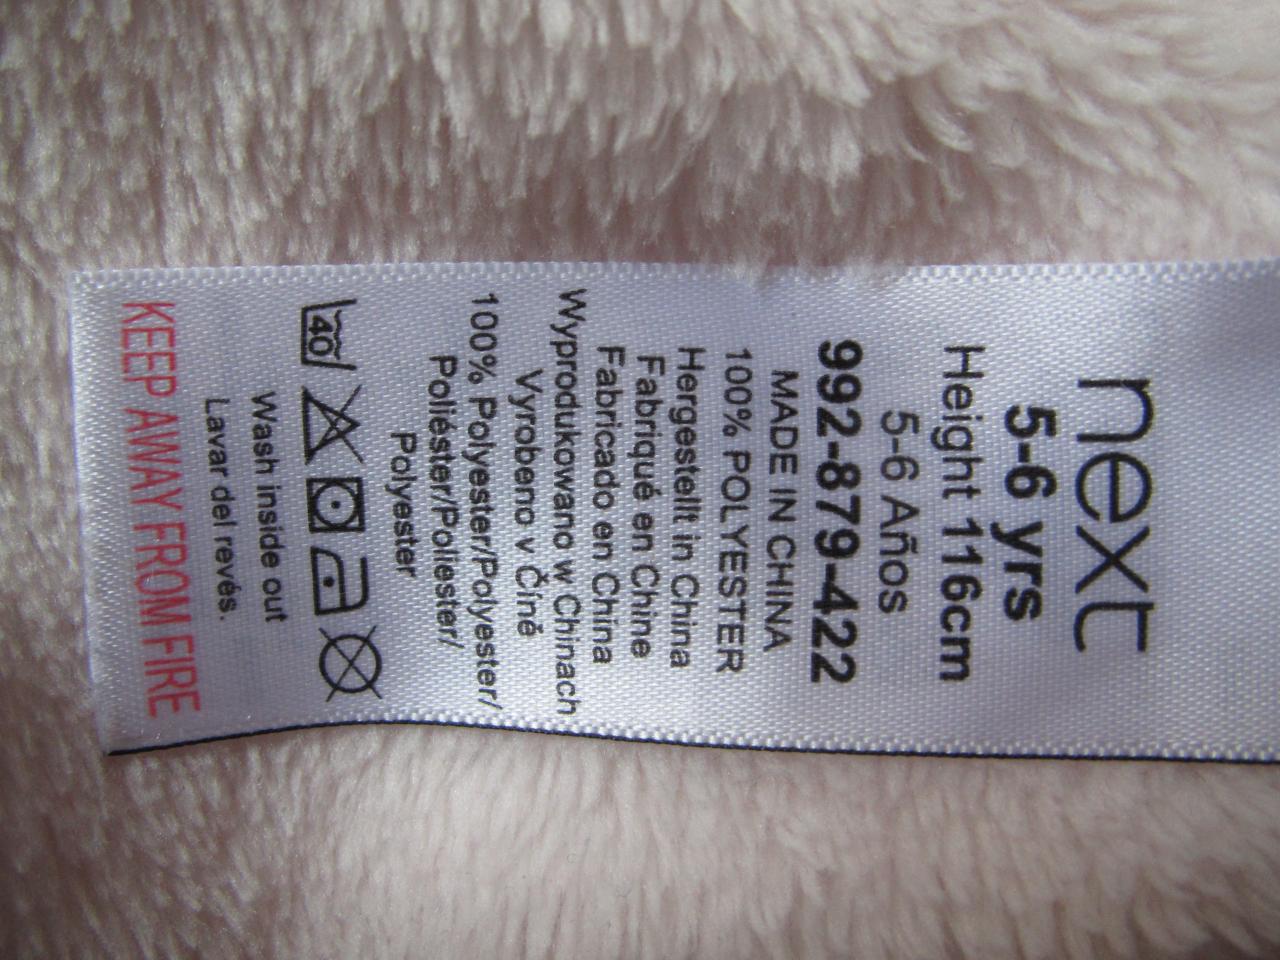 next
5-6 yrs
Height 116cm
5-6 Años
992-879-422
MADE IN CHINA
100% POLYESTER
Hergestellt in China
Fabriqué en Chine
Fabricado en China
Wyprodukowano w Chinach
Vyrobeno v Číně
100% Polyester/Polyester/
Poliéster/Poliester/
Polyester
40
Wash inside out
Lavar del revés.
KEEP AWAY FROM FIRE